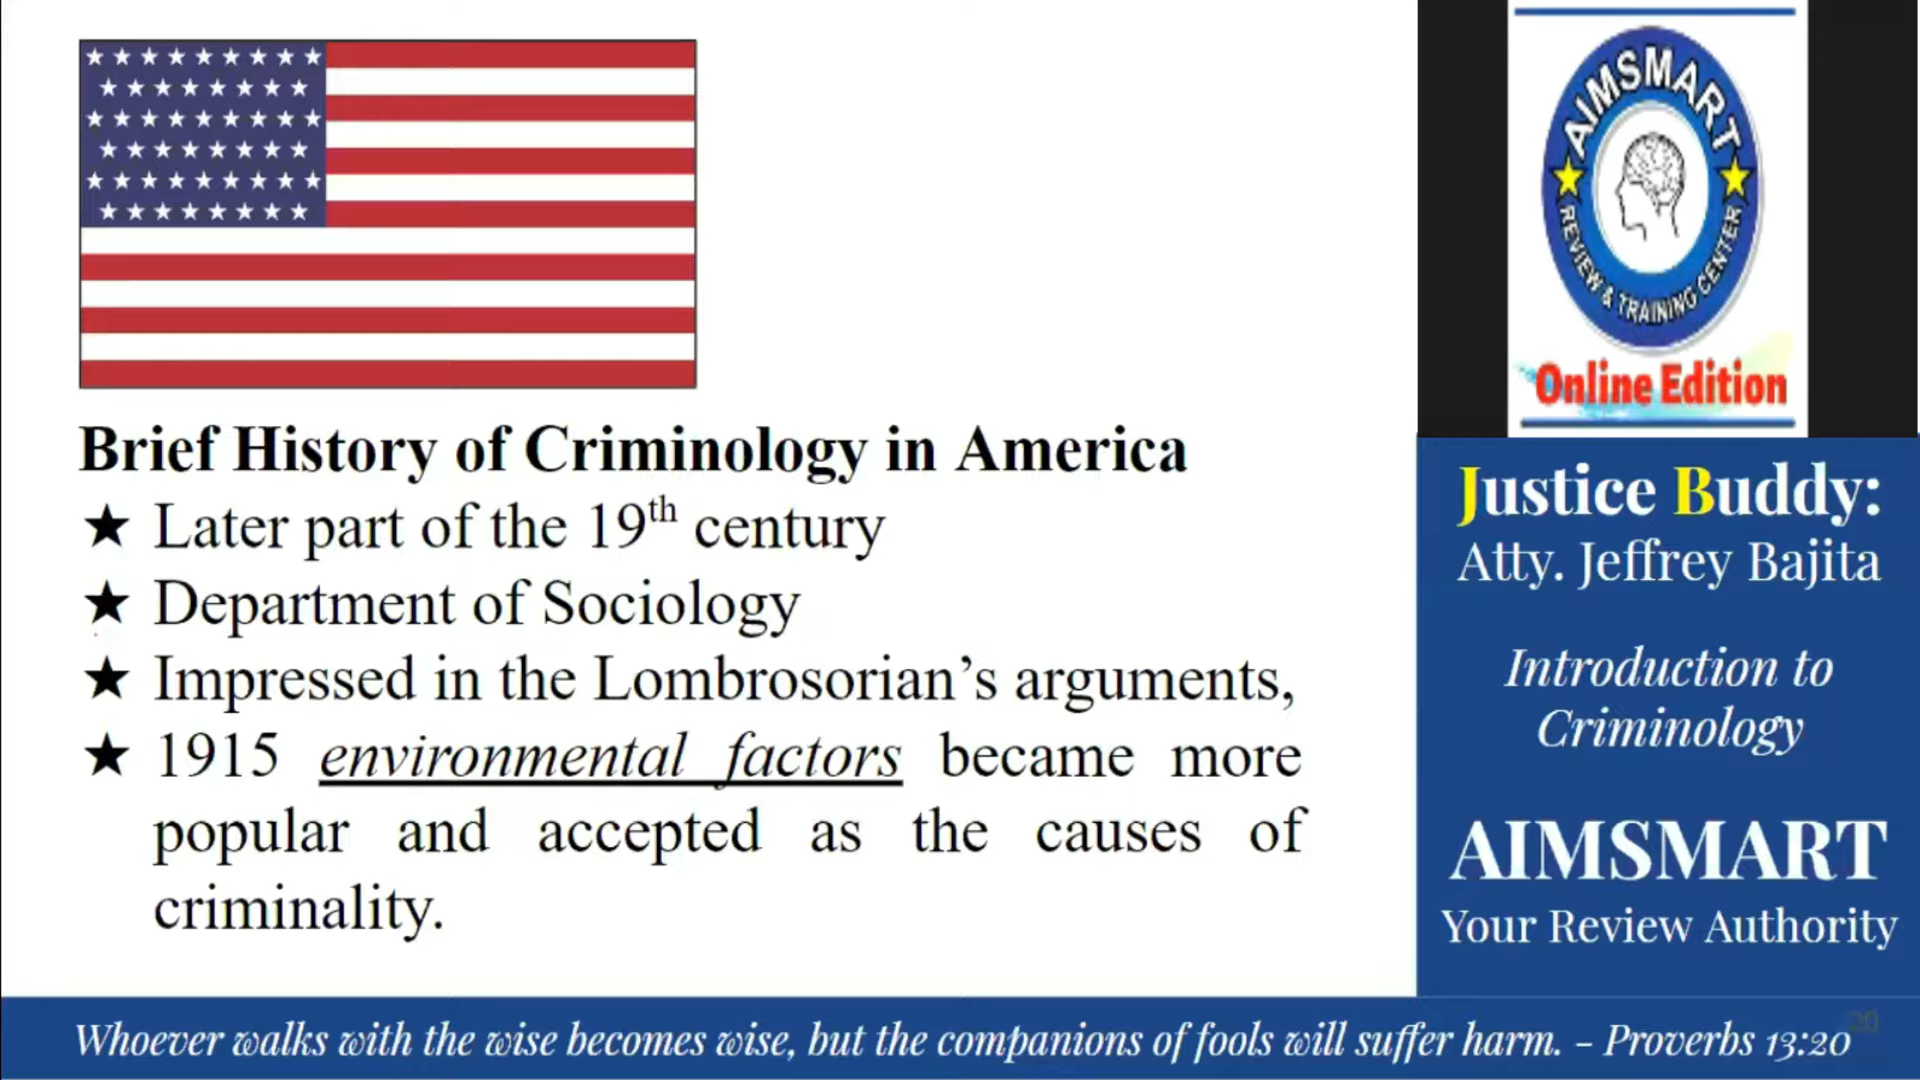 Brief History of Criminology in America
★ Later part of the 19th century
★ Department of Sociology
★ Impressed in the Lombrosorian’s arguments,
★ 1915 environmental factors became more
popular and accepted as the causes of
criminality.
AIMSMART
REVIEW & TRAINING CENTER
Online Edition
Justice Buddy:
Atty. Jeffrey Bajita
Introduction to
Criminology
AIMSMART
Your Review Authority
Whoever walks with the wise becomes wise, but the companions of fools will suffer harm. – Proverbs 13:20
20